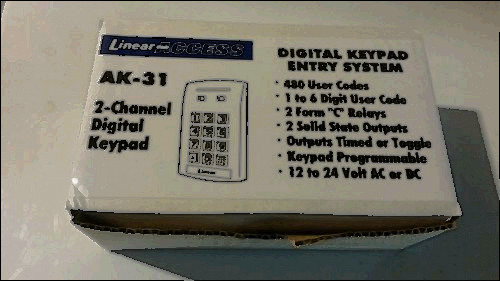 Linear ACCESS
AK-31
2-Channel
Digital
Keypad
Linear
DIGITAL KEYPAD
ENTRY SYSTEM
· 480 User Codes
· 1 to 6 Digit User Code
· 2 Form "C" Relays
· 2 Solid State Outputs
· Outputs Timed or Toggle
· Keypad Programmable
· 12 to 24 Volt AC or DC